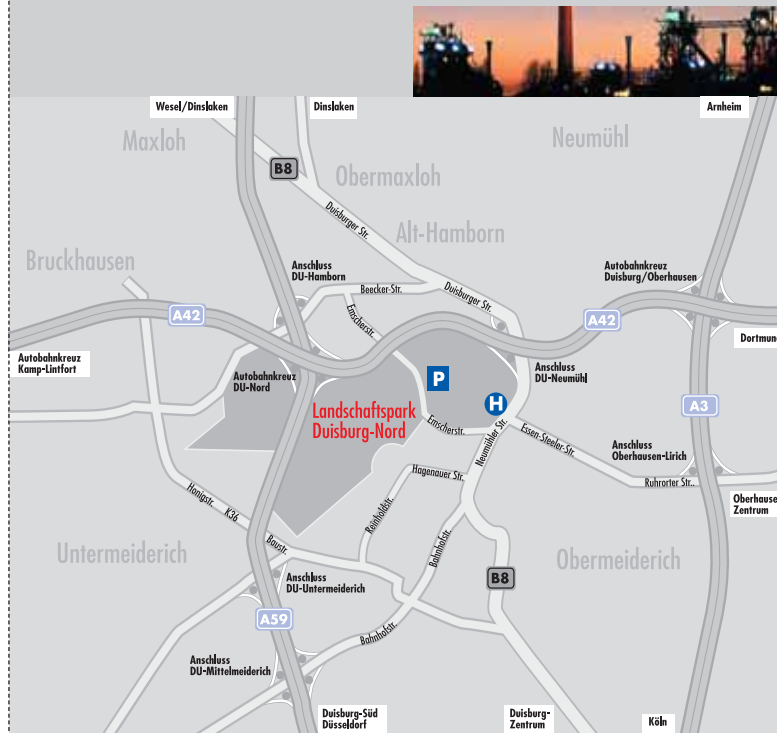 Wesel/Dinslaken
Dinslaken
Arnheim
Maxloh
Neumühl
B8
Obermaxloh
Duisburger Str.
Alt-Hamborn
Bruckhausen
Anschluss
DU-Hamborn
Autobahnkreuz
Duisburg/Oberhausen
Beecker-Str.
Duisburger Str.
Emscherstr.
A42
A42
Dortmun
Autobahnkreuz
Kamp-Lintfort
Autobahnkreuz
DU-Nord
P
Anschluss
DU-Neumühl
H
A3
Landschaftspark
Duisburg-Nord
Emscherstr.
Neumühler Str.
Essen-Steeler-Str.
Anschluss
Oberhausen-Lirich
Hagenauer Str.
Ruhrorter Str..
Honigstr.
K36
Reinholdstr.
Oberhause
Zentrum
Baustr.
Bahnhofstr.
Untermeiderich
Obermeiderich
Anschluss
DU-Untermeiderich
B8
A59
Bahnhofstr.
Anschluss
DU-Mittelmeiderich
Duisburg-Süd
Düsseldorf
Duisburg-
Zentrum
Köln